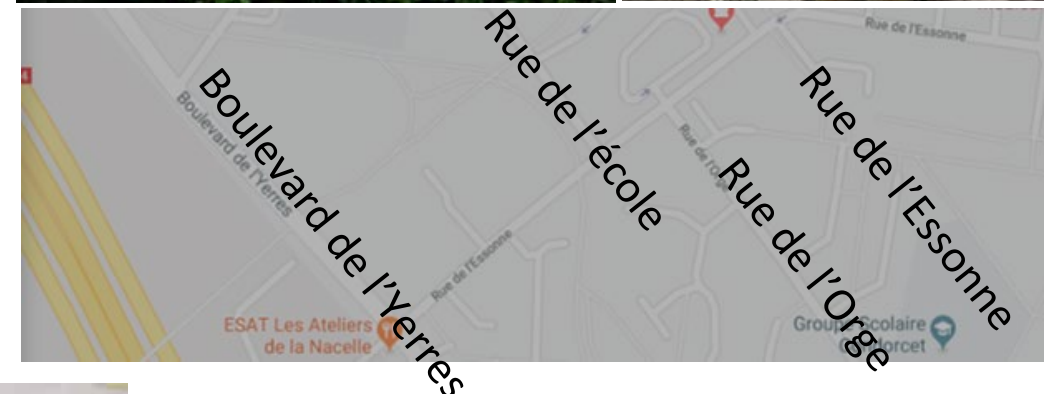 Rue de l'école
Rue de l'Essonne
Rue de l'Essonne
Boulevard de l'Yerres
Boulevard de l'Yerres
Rue de l'orge
Rue de l'Orge
Rue de l'Essonne
ESAT Les Ateliers
de la Nacelle
Groupe Scolaire
Condorcet